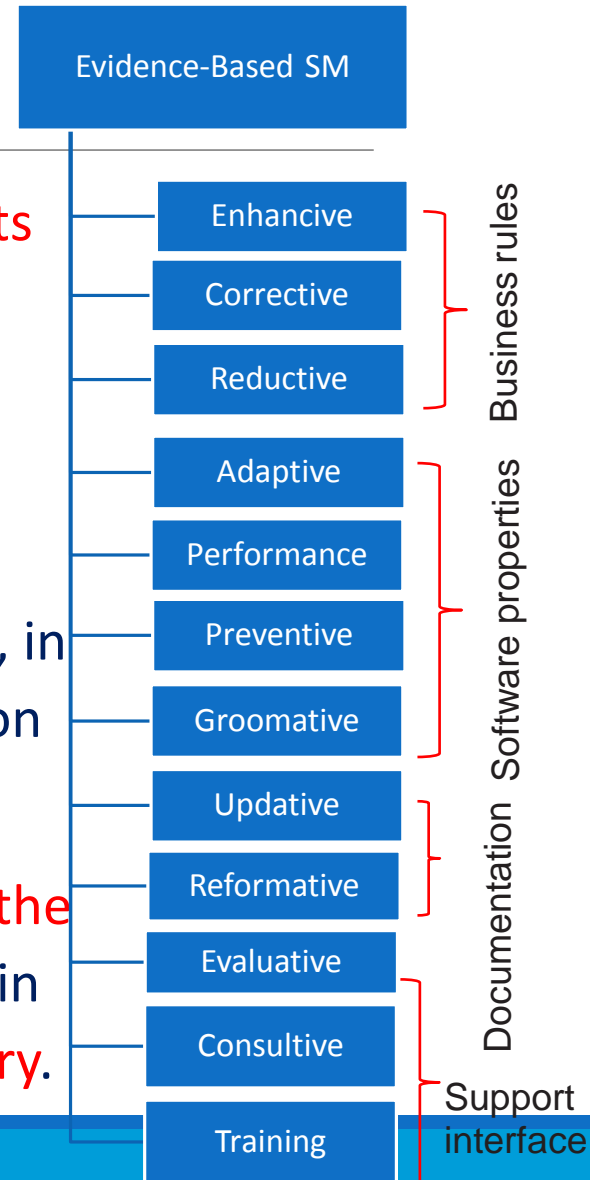 Evidence-Based SM
ts
Enhancive
Corrective
Reductive
Business rules
Adaptive
Performance
, in
Preventive
on
Groomative
Software properties
Updative
the
Reformative
Documentation
in
Evaluative
ry.
Consultive
Training
Support
interface